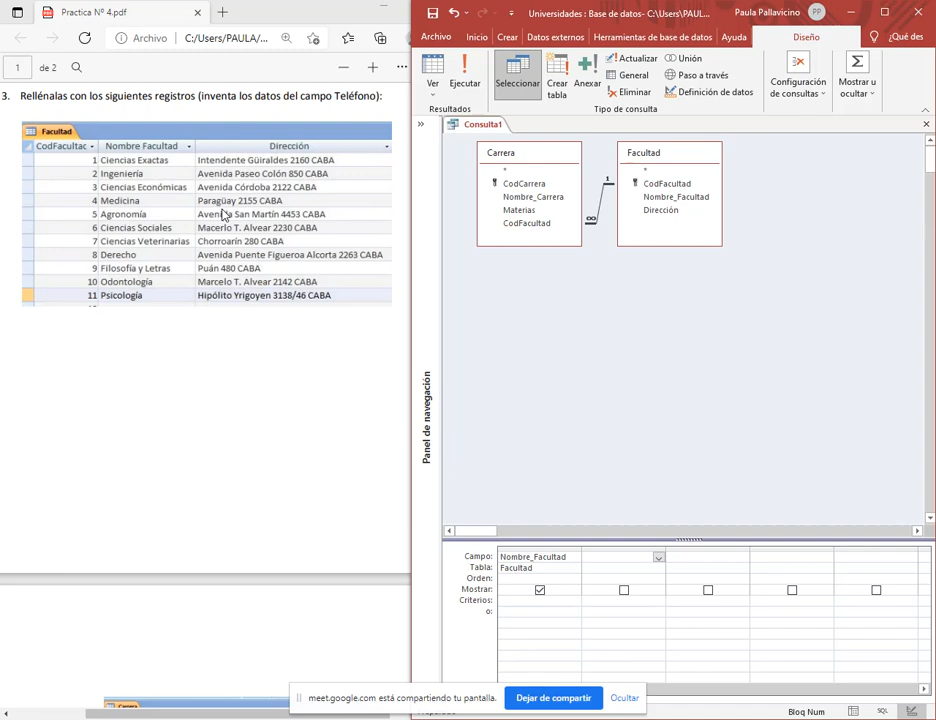 Practica Nº 4.pdf
Archivo C:/Users/PAULA/...
1 de 2
3. Rellénalas con los siguientes registros (inventa los datos del campo Teléfono):
Facultad
CodFacultac Nombre Facultad Dirección
1 Ciencias Exactas Intendente Güiraldes 2160 CABA
2 Ingeniería Avenida Paseo Colón 850 CABA
3 Ciencias Económicas Avenida Córdoba 2122 CABA
4 Medicina Paragüay 2155 CABA
5 Agronomía Avenida San Martín 4453 CABA
6 Ciencias Sociales Macerlo T. Alvear 2230 CABA
7 Ciencias Veterinarias Chorroarín 280 CABA
8 Derecho Avenida Puente Figueroa Alcorta 2263 CABA
9 Filosofía y Letras Puán 480 CABA
10 Odontología Marcelo T. Alvear 2142 CABA
11 Psicología Hipólito Yrigoyen 3138/46 CABA
Universidades : Base de datos- C:\Users\PAUL...
Paula Pallavicino PP
Archivo Inicio Crear Datos externos Herramientas de base de datos Ayuda Diseño ¿Qué des
Ver Ejecutar
Resultados
Seleccionar Crear tabla Anexar
Actualizar
General
Eliminar
Unión
Paso a través
Definición de datos
Tipo de consulta
Configuración de consultas
Mostrar u ocultar
Consulta1
Panel de navegación
Carrera
*
CodCarrera
Nombre_Carrera
Materias
CodFacultad
1
∞
Facultad
*
CodFacultad
Nombre_Facultad
Dirección
Campo: Nombre_Facultad
Tabla: Facultad
Orden:
Mostrar:
Criterios:
o:
meet.google.com está compartiendo tu pantalla. Dejar de compartir Ocultar
Carrera
Bloq Num SQL